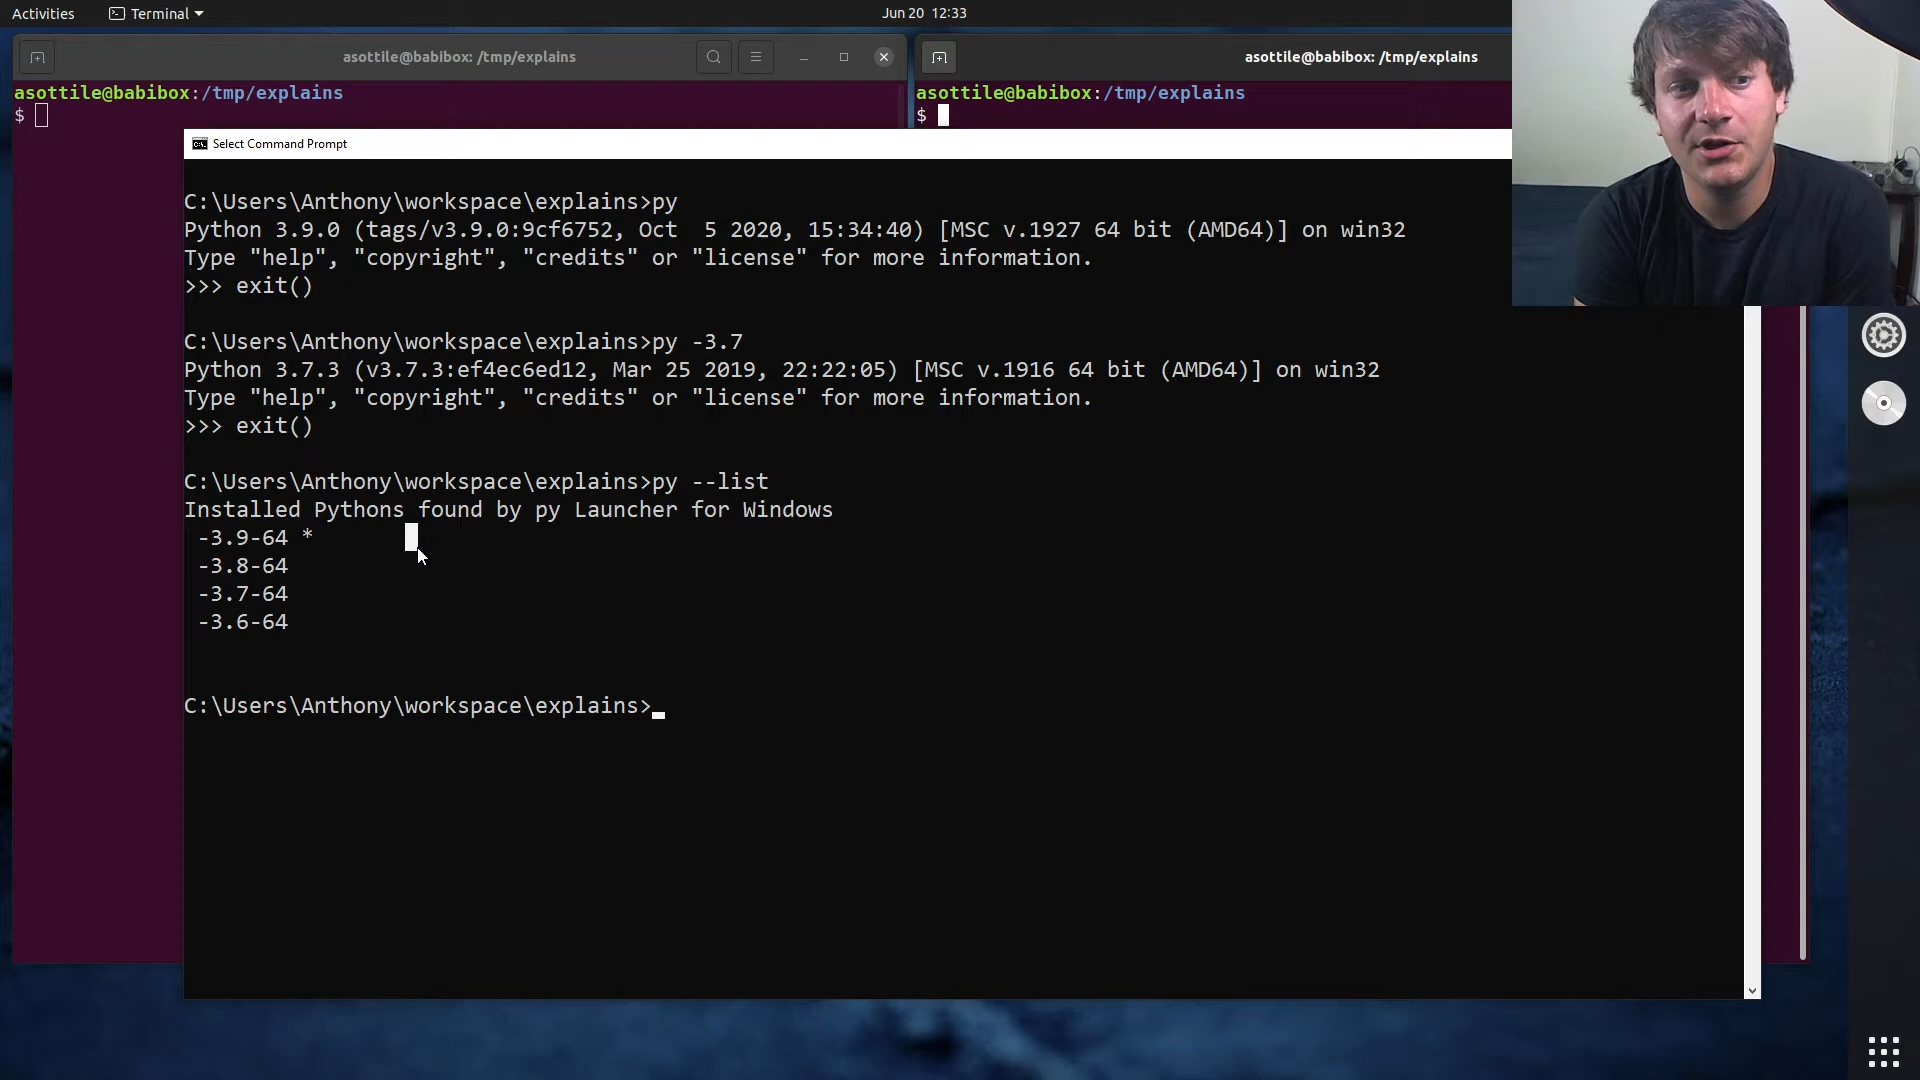 Activities
Terminal
Jun 20 12:33
asottile@babibox: /tmp/explains
asottile@babibox:/tmp/explains
$
asottile@babibox: /tmp/explains
asottile@babibox:/tmp/explains
$
Select Command Prompt
C:\Users\Anthony\workspace\explains>py
Python 3.9.0 (tags/v3.9.0:9cf6752, Oct  5 2020, 15:34:40) [MSC v.1927 64 bit (AMD64)] on win32
Type "help", "copyright", "credits" or "license" for more information.
>>> exit()
C:\Users\Anthony\workspace\explains>py -3.7
Python 3.7.3 (v3.7.3:ef4ec6ed12, Mar 25 2019, 22:22:05) [MSC v.1916 64 bit (AMD64)] on win32
Type "help", "copyright", "credits" or "license" for more information.
>>> exit()
C:\Users\Anthony\workspace\explains>py --list
Installed Pythons found by py Launcher for Windows
-3.9-64 *
-3.8-64
-3.7-64
-3.6-64
C:\Users\Anthony\workspace\explains>